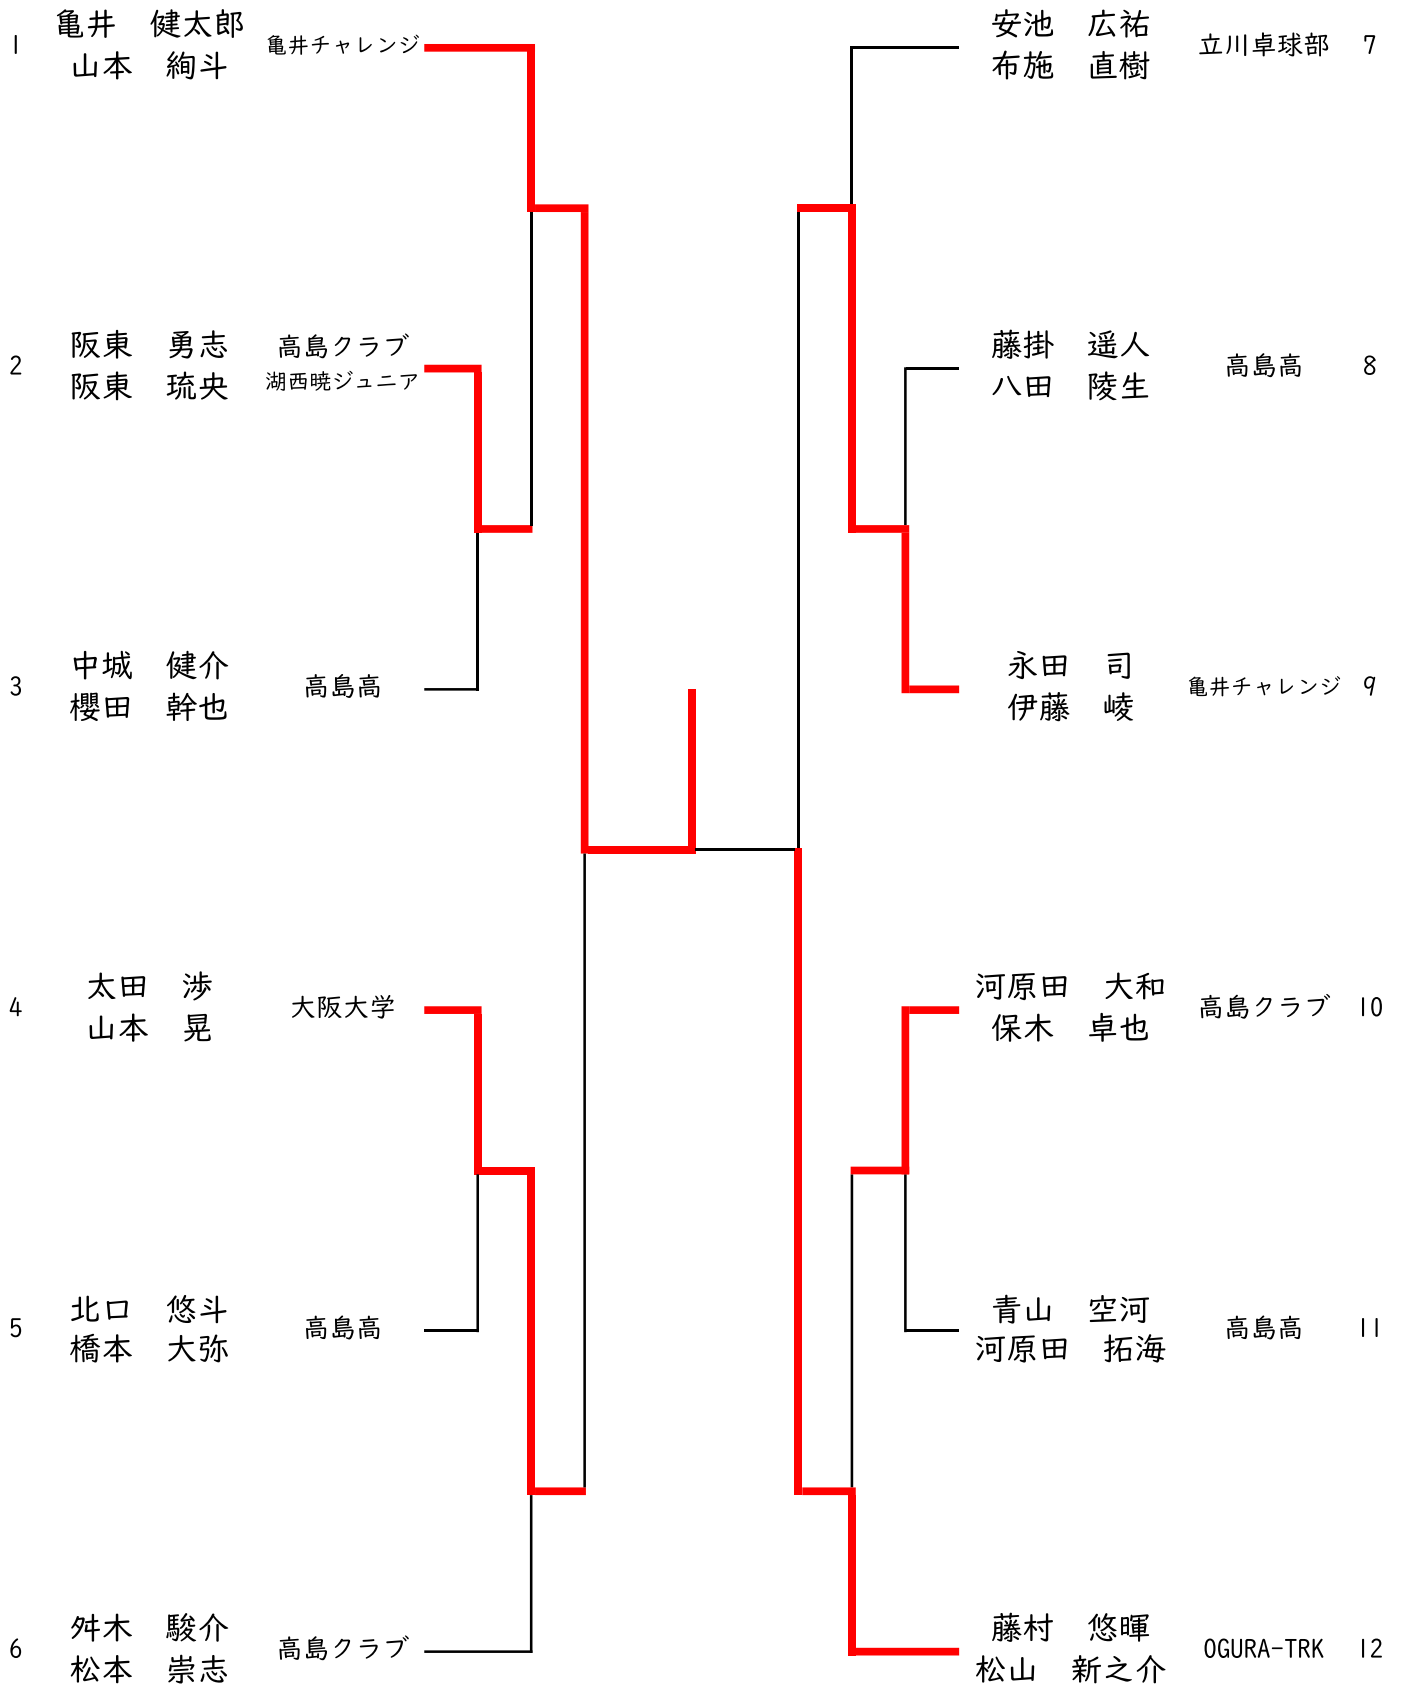 1 亀井　健太郎 亀井チャレンジ
山本　絢斗
2 阪東　勇志 高島クラブ
阪東　琉央 湖西暁ジュニア
3 中城　健介 高島高
櫻田　幹也
4 太田　渉 大阪大学
山本　晃
5 北口　悠斗 高島高
橋本　大弥
6 舛木　駿介 高島クラブ
松本　崇志
安池　広祐 立川卓球部 7
布施　直樹
藤掛　遥人 高島高 8
八田　陵生
永田　司 亀井チャレンジ 9
伊藤　崚
河原田　大和 高島クラブ 10
保木　卓也
青山　空河 高島高 11
河原田　拓海
藤村　悠暉 OGURA-TRK 12
松山　新之介